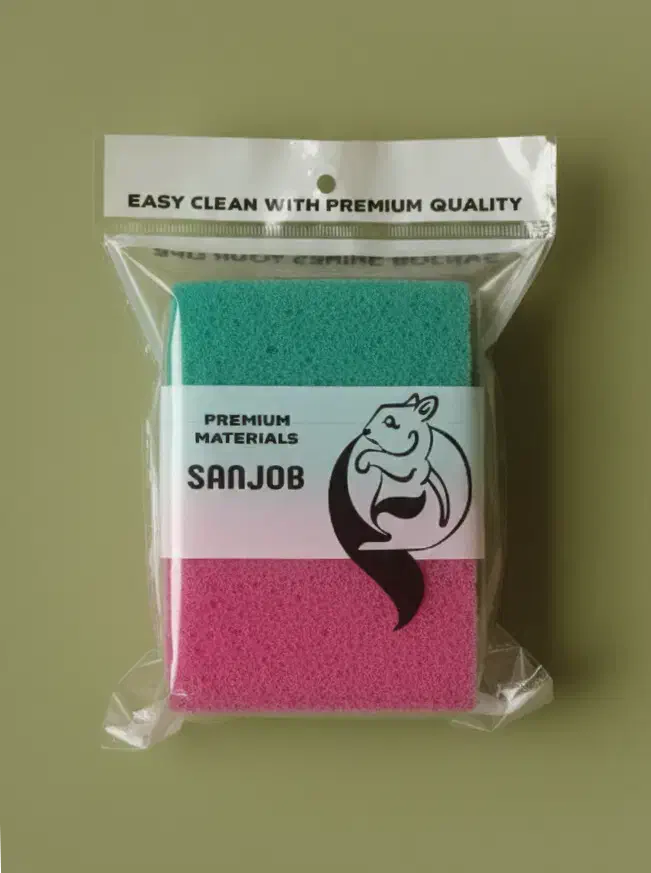 EASY CLEAN WITH PREMIUM QUALITY
PREMIUM
MATERIALS
SANJOB